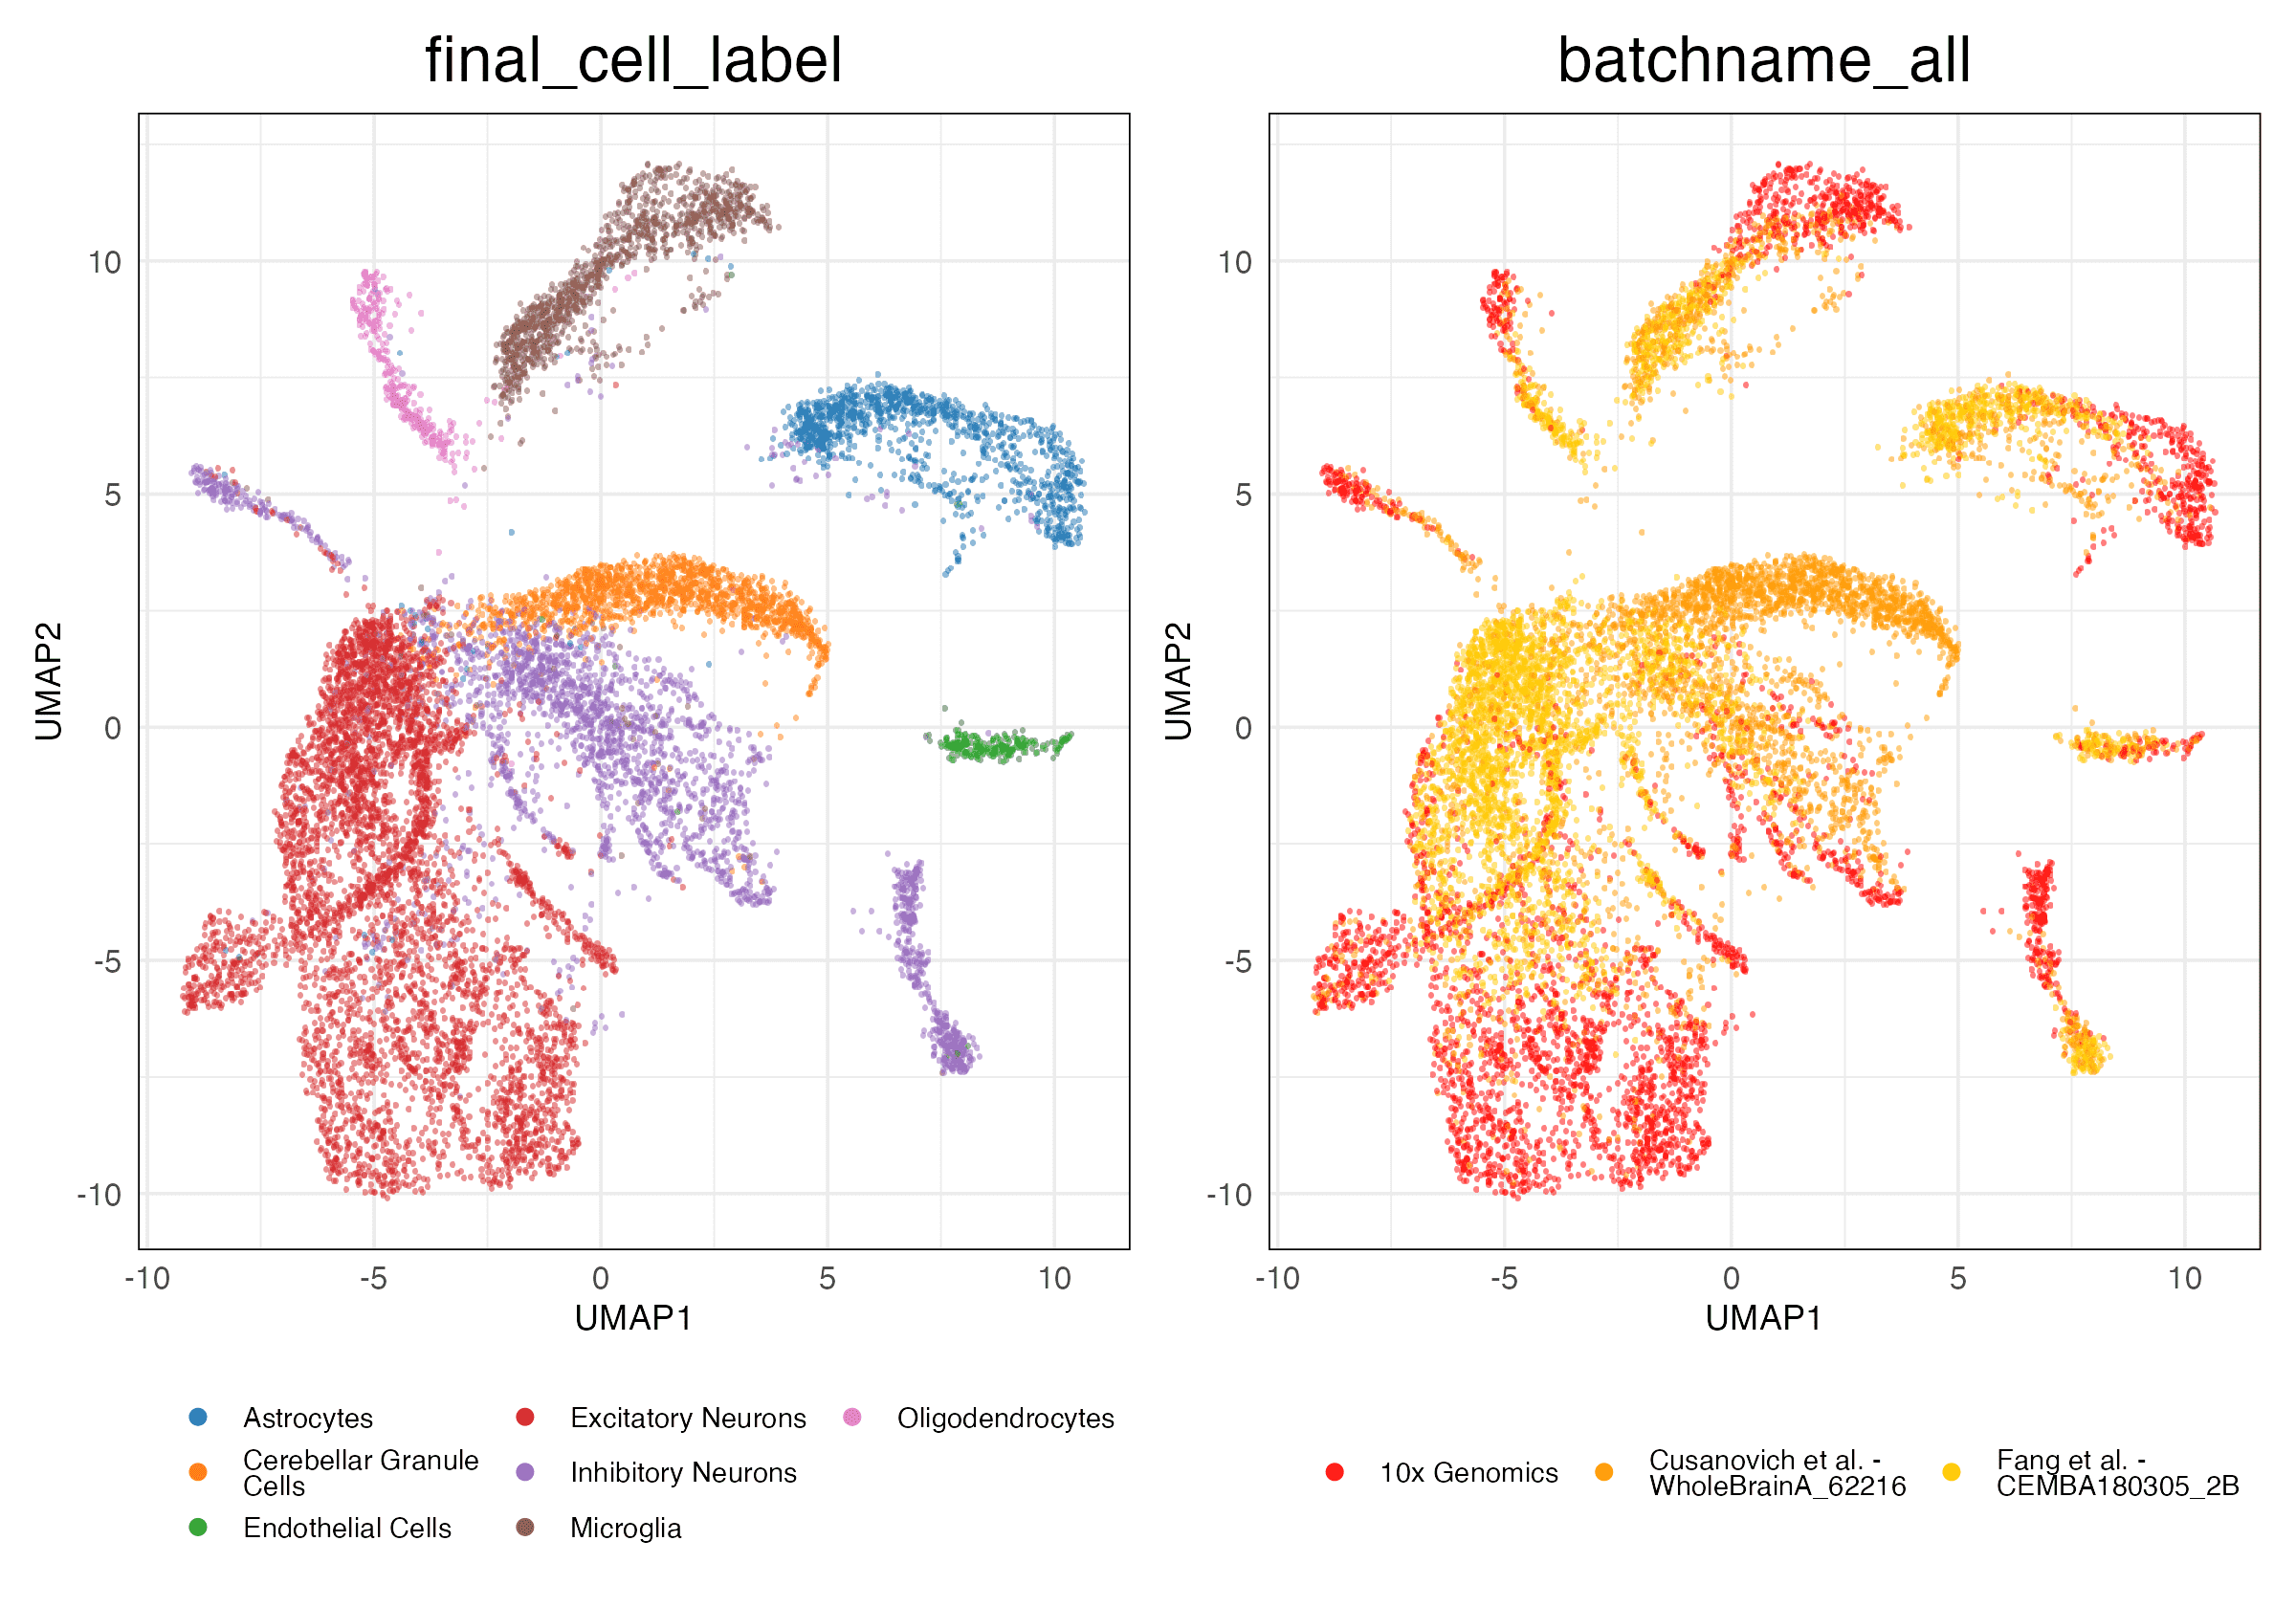 final_cell_label
batchname_all
UMAP2
10
5
0
-5
-10
-10
-5
0
5
10
UMAP1
UMAP2
10
5
0
-5
-10
-10
-5
0
5
10
UMAP1
Astrocytes
Cerebellar Granule
Cells
Endothelial Cells
Excitatory Neurons
Inhibitory Neurons
Microglia
Oligodendrocytes
10x Genomics
Cusanovich et al. -
WholeBrainA_62216
Fang et al. -
CEMBA180305_2B